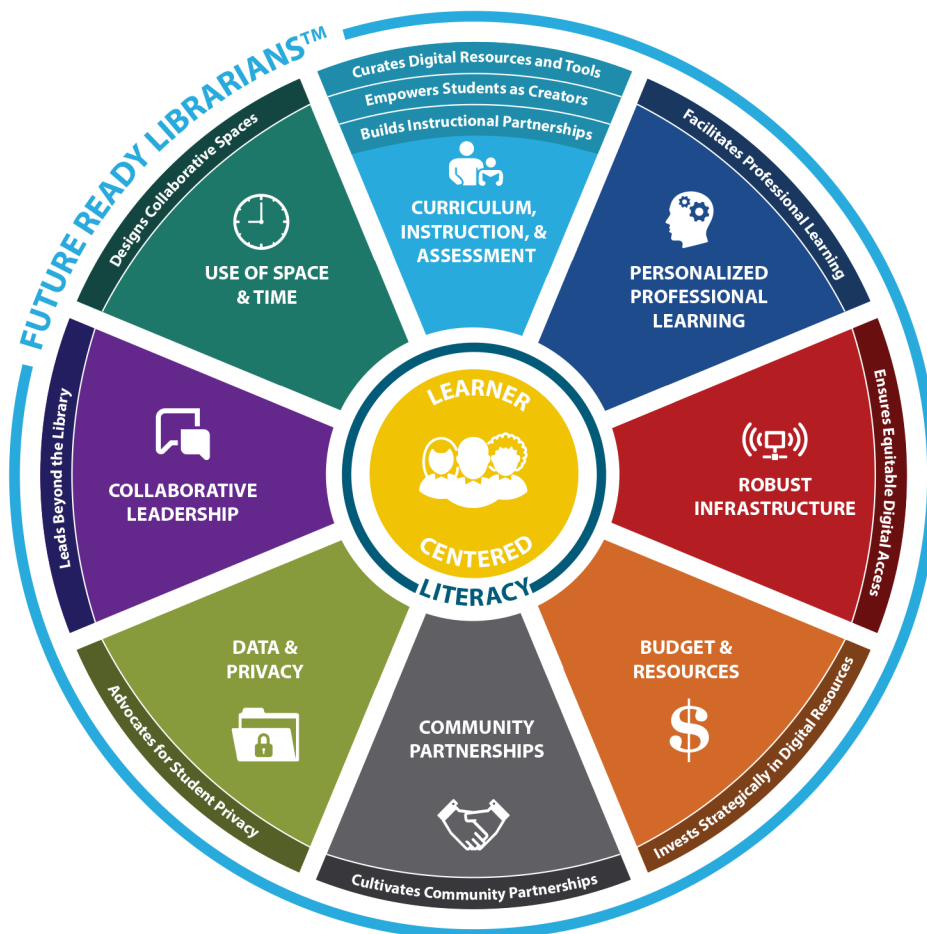 FUTURE READY LIBRARIANS™
Curates Digital Resources and Tools
Empowers Students as Creators
Builds Instructional Partnerships
CURRICULUM,
INSTRUCTION, &
ASSESSMENT
Facilitates Professional Learning
PERSONALIZED
PROFESSIONAL
LEARNING
Ensures Equitable Digital Access
ROBUST
INFRASTRUCTURE
Invests Strategically in Digital Resources
BUDGET &
RESOURCES
$
Cultivates Community Partnerships
COMMUNITY
PARTNERSHIPS
Advocates for Student Privacy
DATA &
PRIVACY
Leads Beyond the Library
COLLABORATIVE
LEADERSHIP
Designs Collaborative Spaces
USE OF SPACE
& TIME
LEARNER
CENTERED
LITERACY